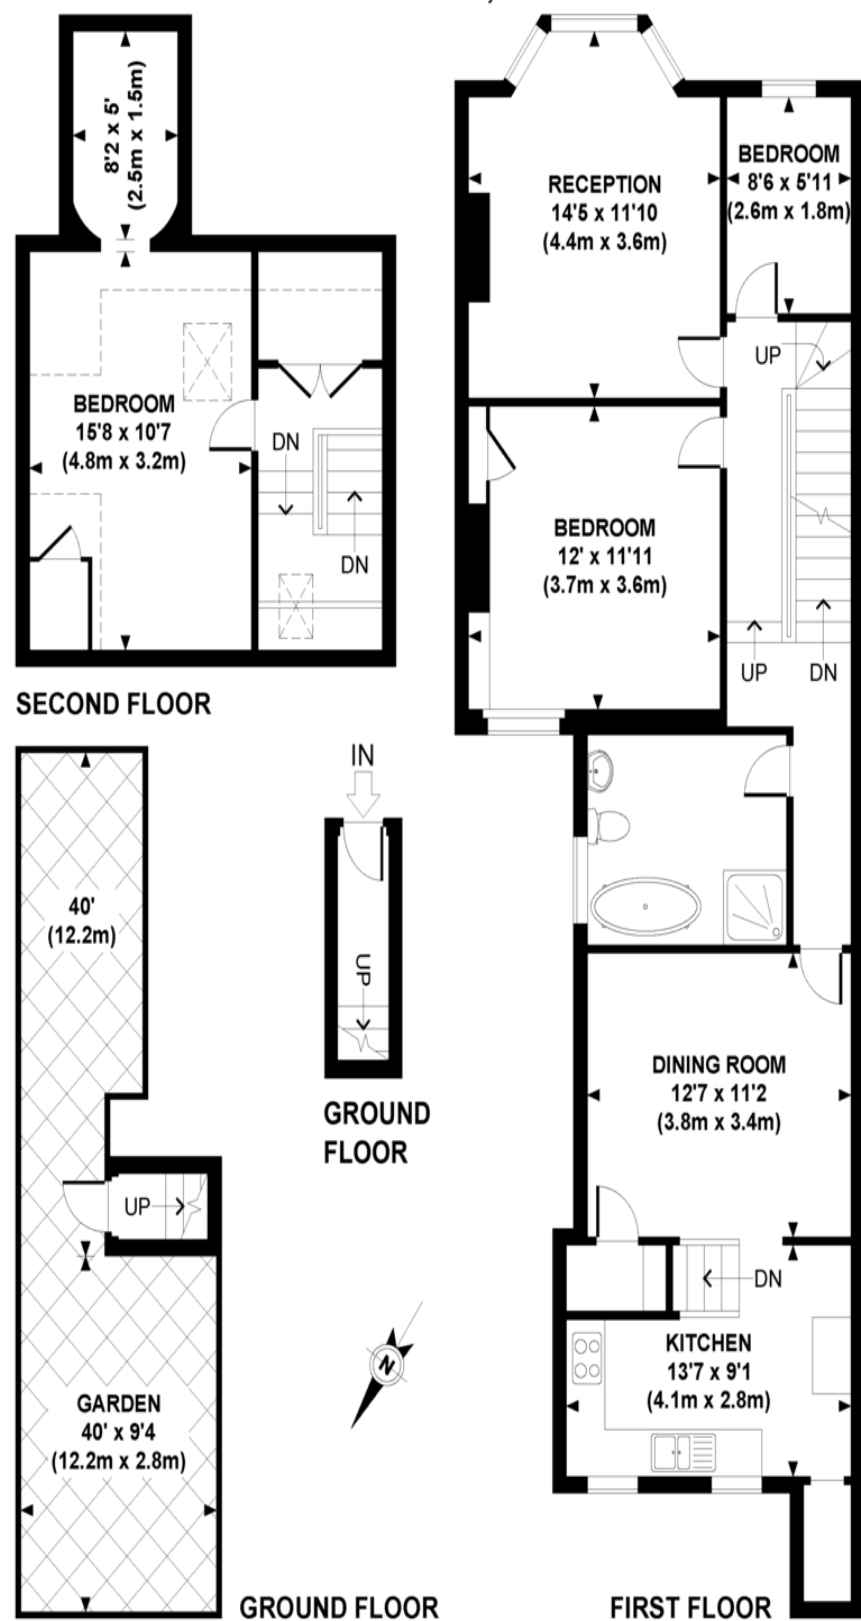 8'2 x 5'
(2.5m x 1.5m)
BEDROOM
15'8 x 10'7
(4.8m x 3.2m)
DN
DN
SECOND FLOOR
RECEPTION
14'5 x 11'10
(4.4m x 3.6m)
BEDROOM
8'6 x 5'11
(2.6m x 1.8m)
UP
BEDROOM
12' x 11'11
(3.7m x 3.6m)
UP
DN
DINING ROOM
12'7 x 11'2
(3.8m x 3.4m)
DN
KITCHEN
13'7 x 9'1
(4.1m x 2.8m)
FIRST FLOOR
IN
UP
GROUND
FLOOR
40'
(12.2m)
UP
GARDEN
40' x 9'4
(12.2m x 2.8m)
GROUND FLOOR
N